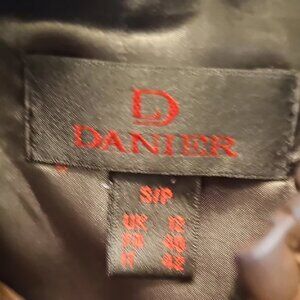 D
DANIER
S/P
UK 12
FR 40
IT 42